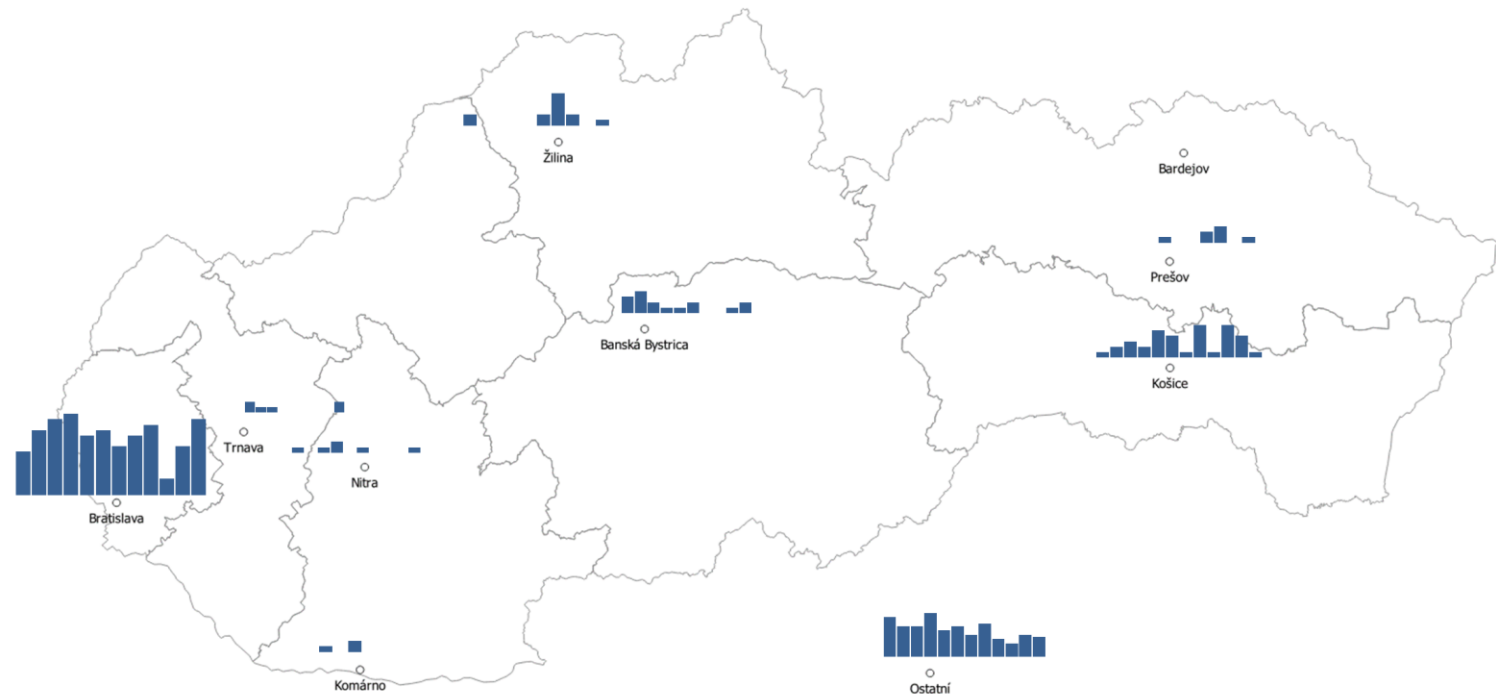 Žilina
Bardejov
Prešov
Banská Bystrica
Košice
Trnava
Nitra
Bratislava
Komárno
Ostatní